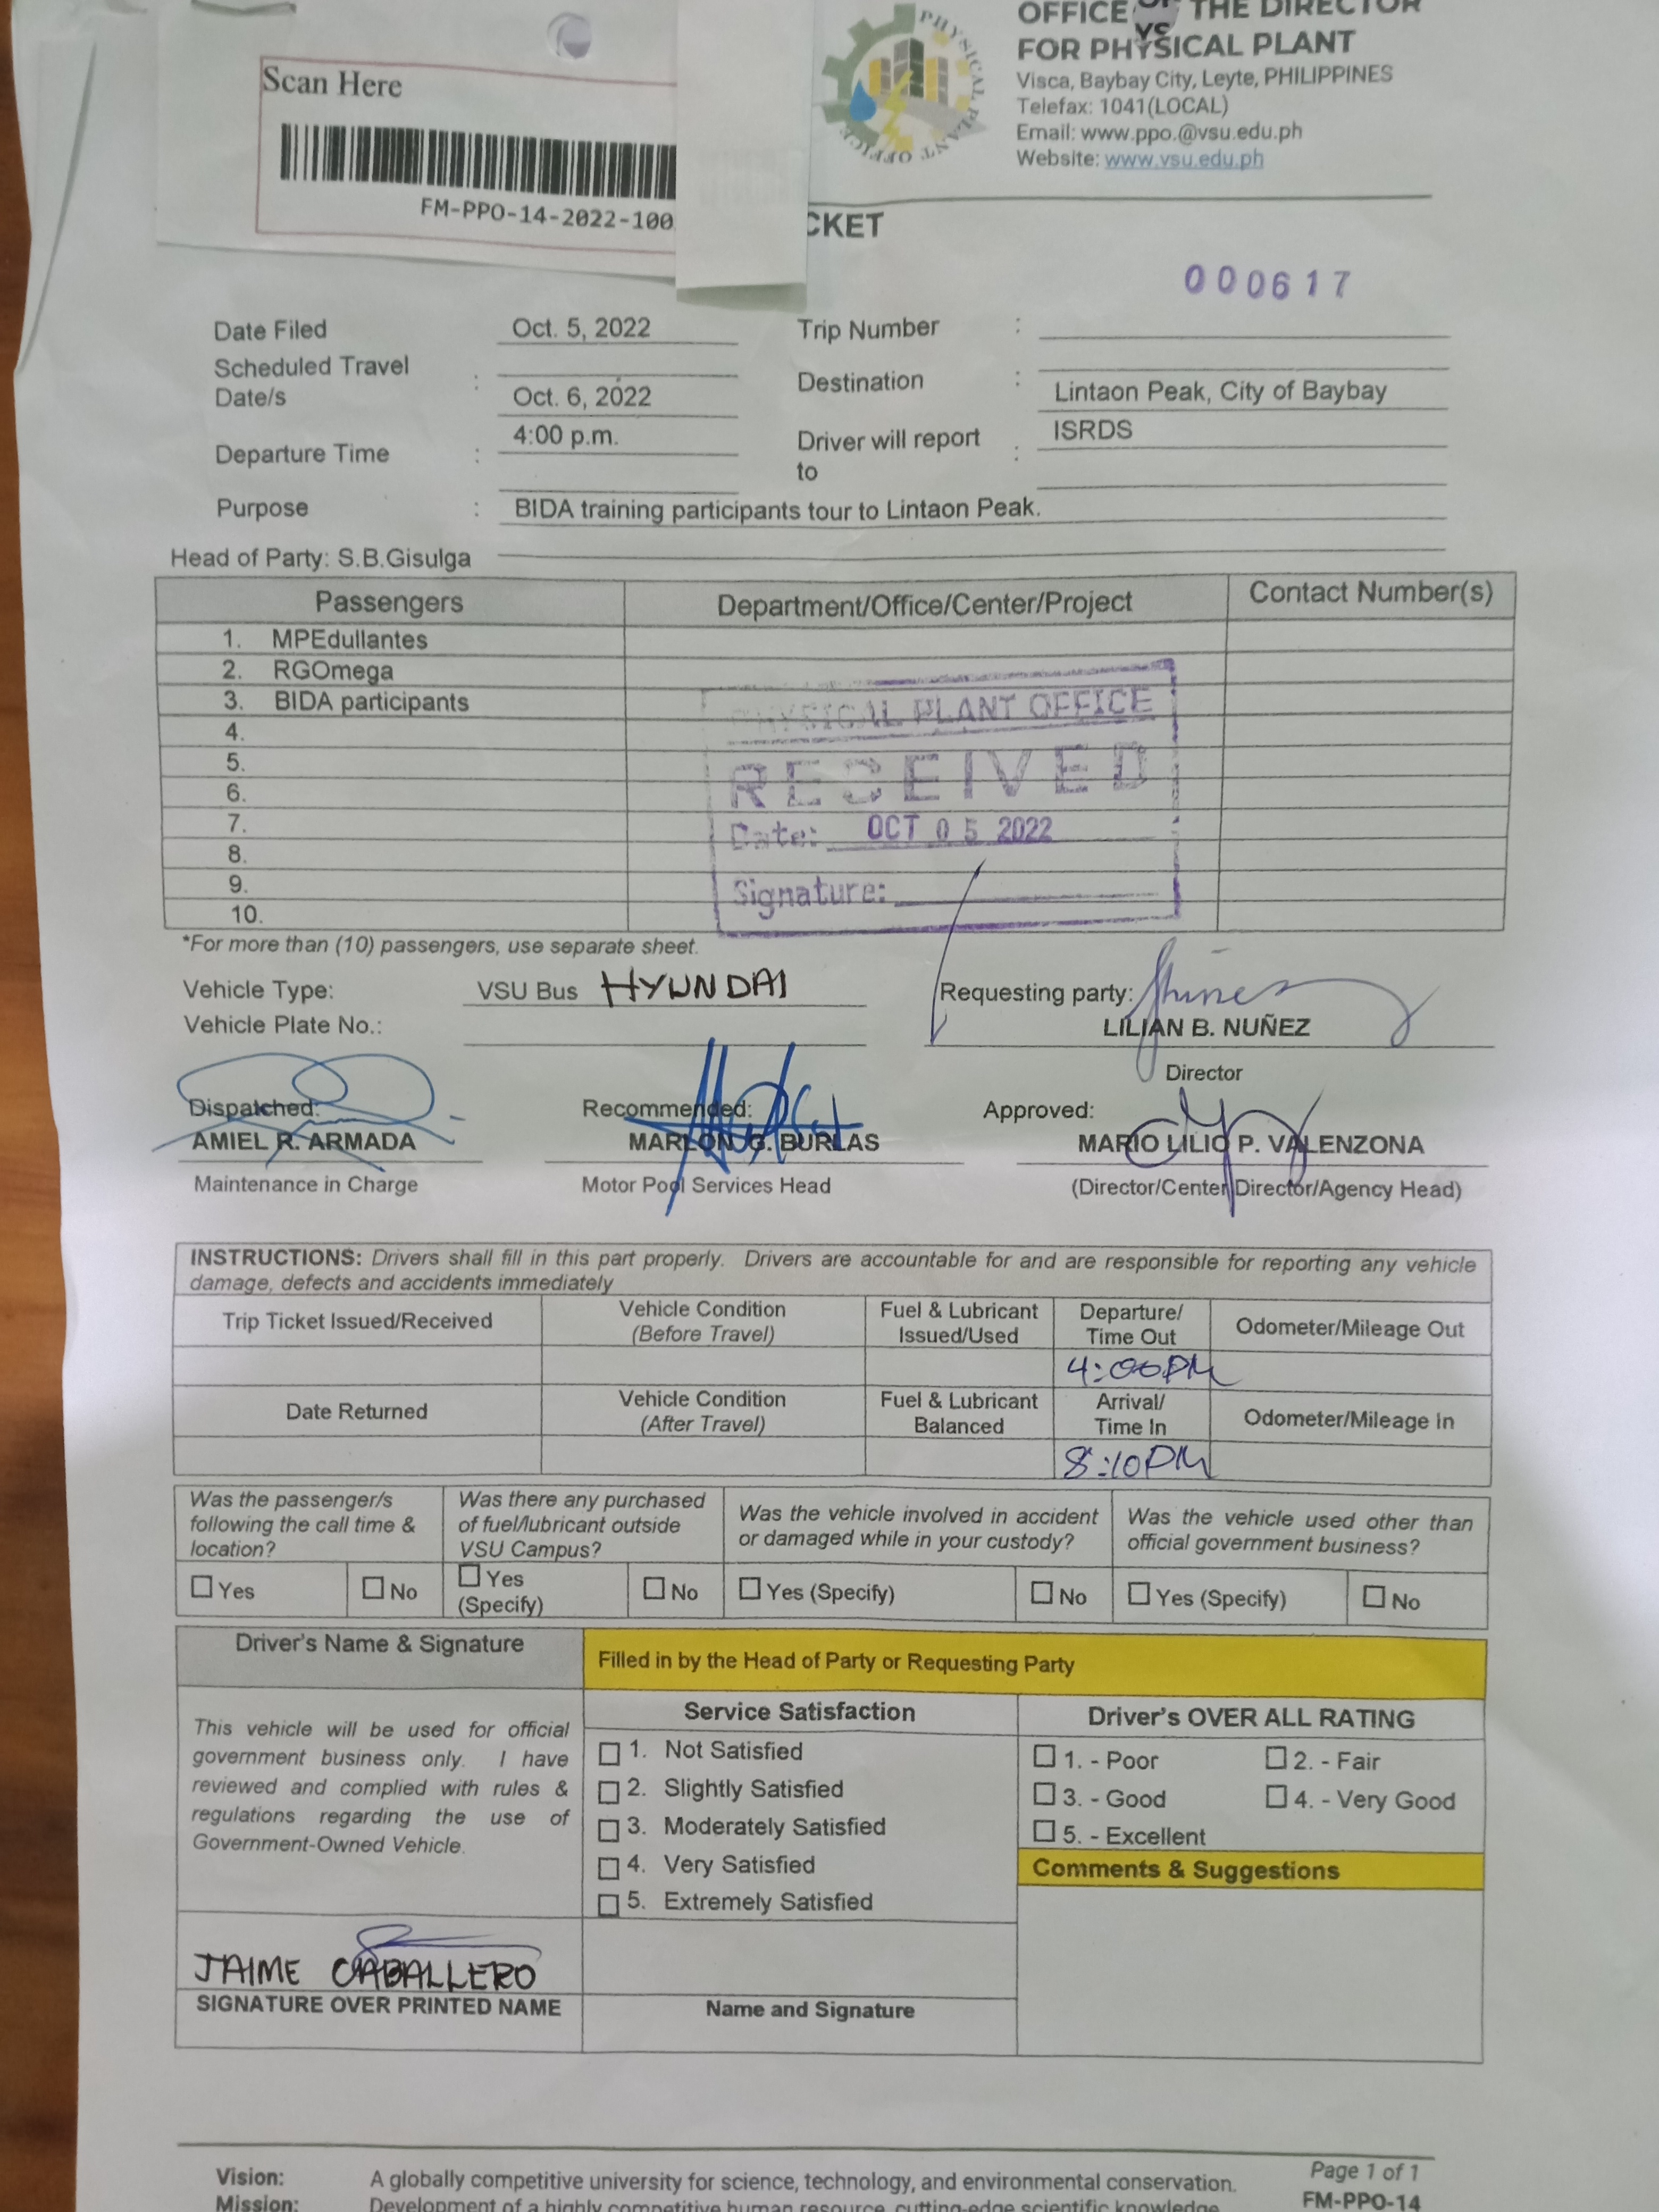 Scan Here
FM-PPO-14-2022-100
PHYSICAL PLANT OFFICE
OFFICE OF THE DIRECTOR
FOR PHYSICAL PLANT
Visca, Baybay City, Leyte, PHILIPPINES
Telefax: 1041(LOCAL)
Email: www.ppo.@vsu.edu.ph
Website: www.vsu.edu.ph
CKET
000617
Date Filed Oct. 5, 2022 Trip Number :
Scheduled Travel Date/s : Oct. 6, 2022 Destination : Lintaon Peak, City of Baybay
Departure Time : 4:00 p.m. Driver will report to : ISRDS
Purpose : BIDA training participants tour to Lintaon Peak.
Head of Party: S.B.Gisulga
Passengers Department/Office/Center/Project Contact Number(s)
1. MPEdullantes
2. RGOmega
3. BIDA participants
4.
5.
6.
7.
8.
9.
10.
PHYSICAL PLANT OFFICE
RECEIVED
Date: OCT 05 2022
Signature:
*For more than (10) passengers, use separate sheet.
Vehicle Type: VSU Bus HYUNDAI Requesting party:
Vehicle Plate No.: LILIAN B. NUÑEZ
Director
Dispatched: Recommended: Approved:
AMIEL R. ARMADA MARLON G. BURLAS MARIO LILIO P. VALENZONA
Maintenance in Charge Motor Pool Services Head (Director/Center Director/Agency Head)
INSTRUCTIONS: Drivers shall fill in this part properly. Drivers are accountable for and are responsible for reporting any vehicle
damage, defects and accidents immediately
Trip Ticket Issued/Received Vehicle Condition (Before Travel) Fuel & Lubricant Issued/Used Departure/ Time Out Odometer/Mileage Out
4:00PM
Date Returned Vehicle Condition (After Travel) Fuel & Lubricant Balanced Arrival/ Time In Odometer/Mileage In
8:10PM
Was the passenger/s following the call time & location? Was there any purchased of fuel/lubricant outside VSU Campus? Was the vehicle involved in accident or damaged while in your custody? Was the vehicle used other than official government business?
Yes No Yes (Specify) No Yes (Specify) No Yes (Specify) No
Driver's Name & Signature Filled in by the Head of Party or Requesting Party
This vehicle will be used for official
government business only. I have
reviewed and complied with rules &
regulations regarding the use of
Government-Owned Vehicle.
Service Satisfaction
1. Not Satisfied
2. Slightly Satisfied
3. Moderately Satisfied
4. Very Satisfied
5. Extremely Satisfied
Driver's OVER ALL RATING
1. - Poor 2. - Fair
3. - Good 4. - Very Good
5. - Excellent
Comments & Suggestions
JAIME CABALLERO
SIGNATURE OVER PRINTED NAME Name and Signature
Vision: A globally competitive university for science, technology, and environmental conservation.
Mission: Development of a highly competitive human resource, cutting-edge scientific knowledge
Page 1 of 1
FM-PPO-14